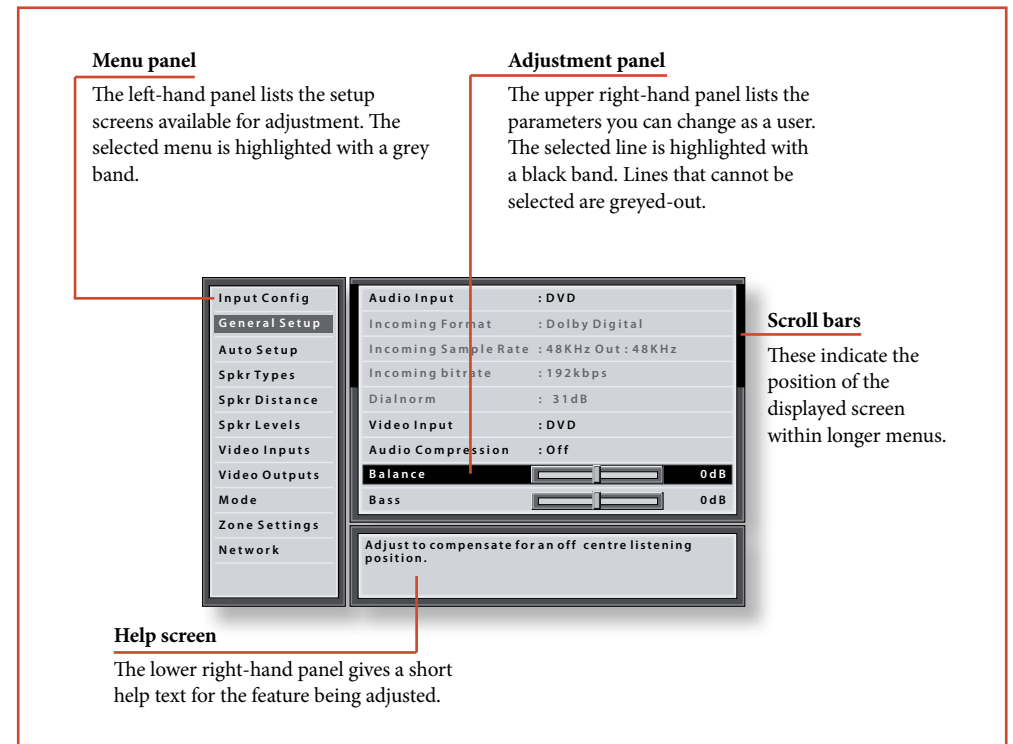 Menu panel
The left-hand panel lists the setup
screens available for adjustment. The
selected menu is highlighted with a grey
band.
Adjustment panel
The upper right-hand panel lists the
parameters you can change as a user.
The selected line is highlighted with
a black band. Lines that cannot be
selected are greyed-out.
Input Config
General Setup
Auto Setup
Spkr Types
Spkr Distance
Spkr Levels
Video Inputs
Video Outputs
Mode
Zone Settings
Network
Audio Input : DVD
Incoming Format : Dolby Digital
Incoming Sample Rate : 48KHz Out : 48KHz
Incoming bitrate : 192kbps
Dialnorm : 31dB
Video Input : DVD
Audio Compression : Off
Balance 0dB
Bass 0dB
Adjust to compensate for an off centre listening
position.
Scroll bars
These indicate the
position of the
displayed screen
within longer menus.
Help screen
The lower right-hand panel gives a short
help text for the feature being adjusted.